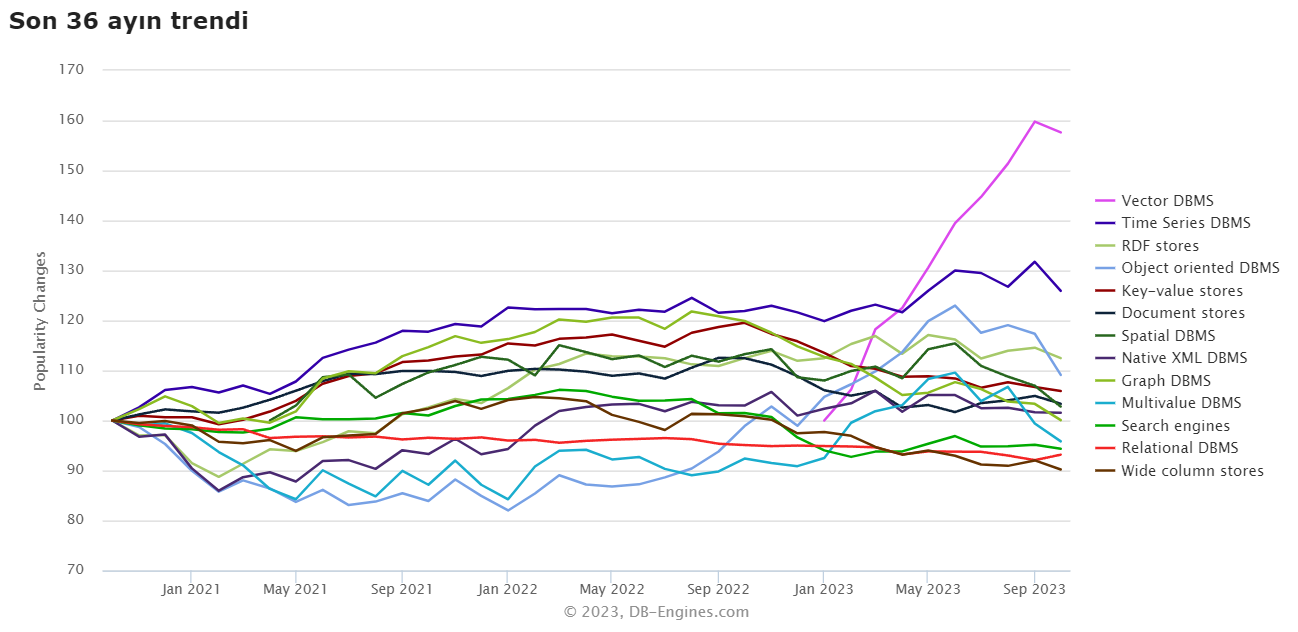 Son 36 ayın trendi
170
160
150
140
130
120
110
100
90
80
70
Popularity Changes
Jan 2021
May 2021
Sep 2021
Jan 2022
May 2022
Sep 2022
Jan 2023
May 2023
Sep 2023
© 2023, DB-Engines.com
Vector DBMS
Time Series DBMS
RDF stores
Object oriented DBMS
Key-value stores
Document stores
Spatial DBMS
Native XML DBMS
Graph DBMS
Multivalue DBMS
Search engines
Relational DBMS
Wide column stores